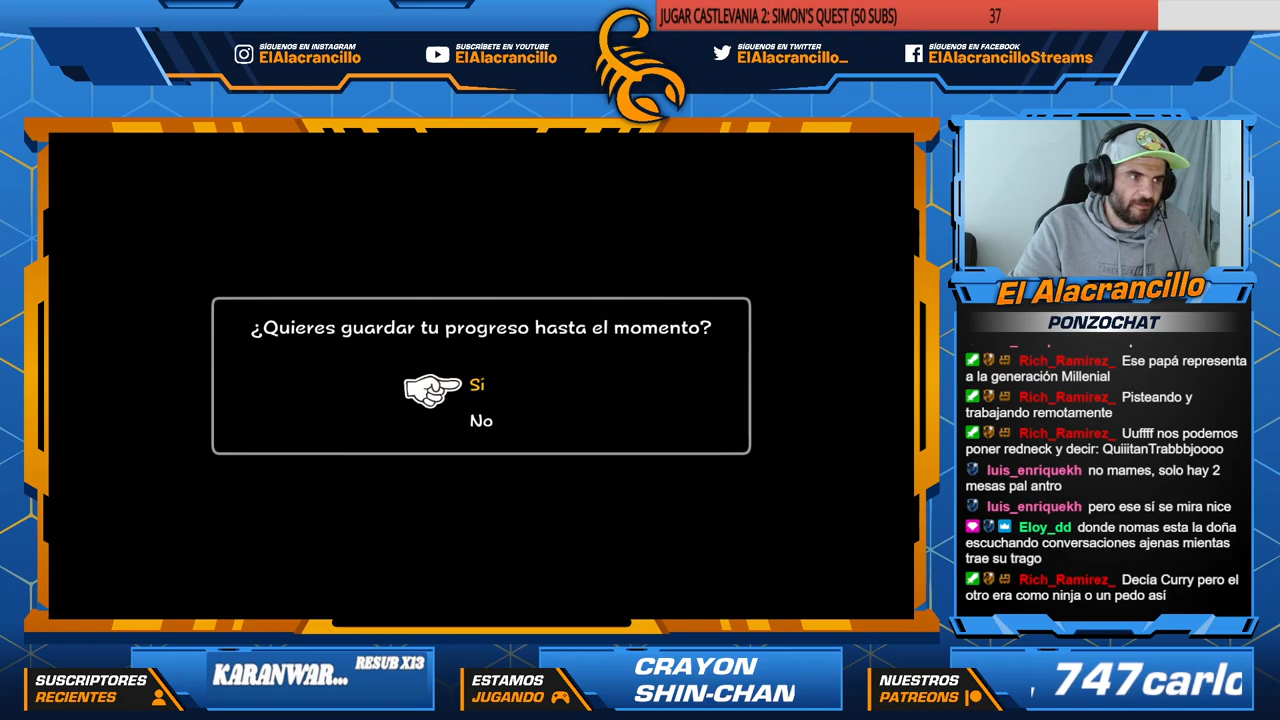 JUGAR CASTLEVANIA 2: SIMON'S QUEST (50 SUBS) 37
SÍGUENOS EN INSTAGRAM
ElAlacrancillo
SUSCRÍBETE EN YOUTUBE
ElAlacrancillo
SÍGUENOS EN TWITTER
ElAlacrancillo_
SÍGUENOS EN FACEBOOK
ElAlacrancilloStreams
¿Quieres guardar tu progreso hasta el momento?
Sí
No
El Alacrancillo
PONZOCHAT
Rich_Ramirez_ Ese papá representa
a la generación Millenial
Rich_Ramirez_ Pisteando y
trabajando remotamente
Rich_Ramirez_ Uuffff nos podemos
poner redneck y decir: QuiiitanTrabbbjoooo
luis_enriquekh no mames, solo hay 2
mesas pal antro
luis_enriquekh pero ese sí se mira nice
Eloy_dd donde nomas esta la doña
escuchando conversaciones ajenas mientas
trae su trago
Rich_Ramirez_ Decía Curry pero el
otro era como ninja o un pedo así
SUSCRIPTORES
RECIENTES
KARANWAR... RESUB X13
ESTAMOS
JUGANDO
CRAYON
SHIN-CHAN
NUESTROS
PATREONS
, 747carlo